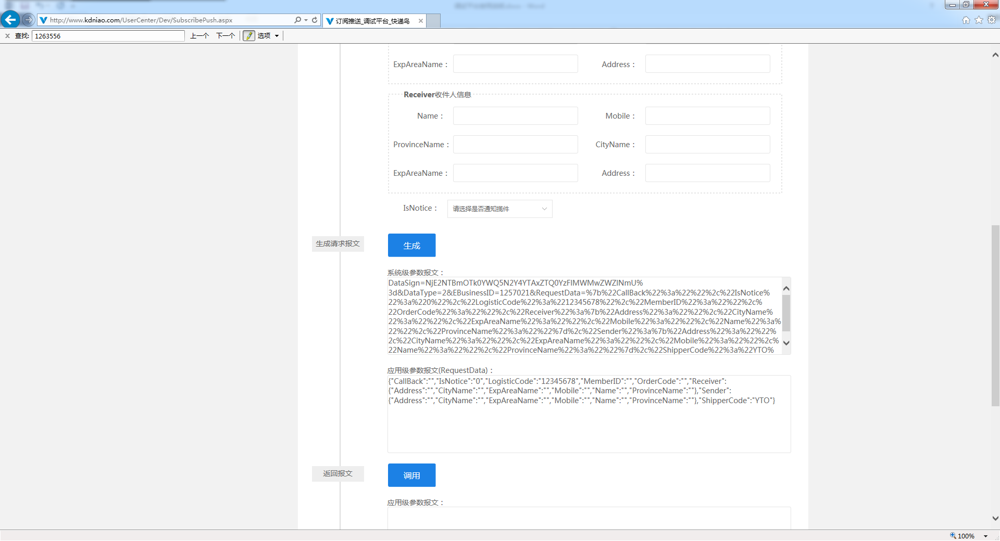 http://www.kdniao.com/UserCenter/Dev/SubscribePush.aspx
订阅推送_调试平台_快递鸟
查找: 1263556 上一个 下一个 选项
ExpAreaName： Address：
Receiver收件人信息
Name： Mobile：
ProvinceName： CityName：
ExpAreaName： Address：
IsNotice： 请选择是否通知揽件
生成请求报文 生成
系统级参数报文：
DataSign=NjE2NTBmOTk0YWQ5N2Y4YTAxZTQ0YzFlMWMwZWZlNmU%
3d&DataType=2&EBusinessID=1257021&RequestData=%7b%22CallBack%22%3a%22%22%2c%22IsNotice%
22%3a%220%22%2c%22LogisticCode%22%3a%2212345678%22%2c%22MemberID%22%3a%22%22%2c%
22OrderCode%22%3a%22%22%2c%22Receiver%22%3a%7b%22Address%22%3a%22%22%2c%22CityName%
22%3a%22%22%2c%22ExpAreaName%22%3a%22%22%2c%22Mobile%22%3a%22%22%2c%22Name%22%3a%
22%22%2c%22ProvinceName%22%3a%22%22%7d%2c%22Sender%22%3a%7b%22Address%22%3a%22%22%
2c%22CityName%22%3a%22%22%2c%22ExpAreaName%22%3a%22%22%2c%22Mobile%22%3a%22%22%2c%
22Name%22%3a%22%22%2c%22ProvinceName%22%3a%22%22%7d%2c%22ShipperCode%22%3a%22YTO%
应用级参数报文(RequestData)：
{"CallBack":"","IsNotice":"0","LogisticCode":"12345678","MemberID":"","OrderCode":"","Receiver":
{"Address":"","CityName":"","ExpAreaName":"","Mobile":"","Name":"","ProvinceName":""},"Sender":
{"Address":"","CityName":"","ExpAreaName":"","Mobile":"","Name":"","ProvinceName":""},"ShipperCode":"YTO"}
返回报文 调用
应用级参数报文：
100%